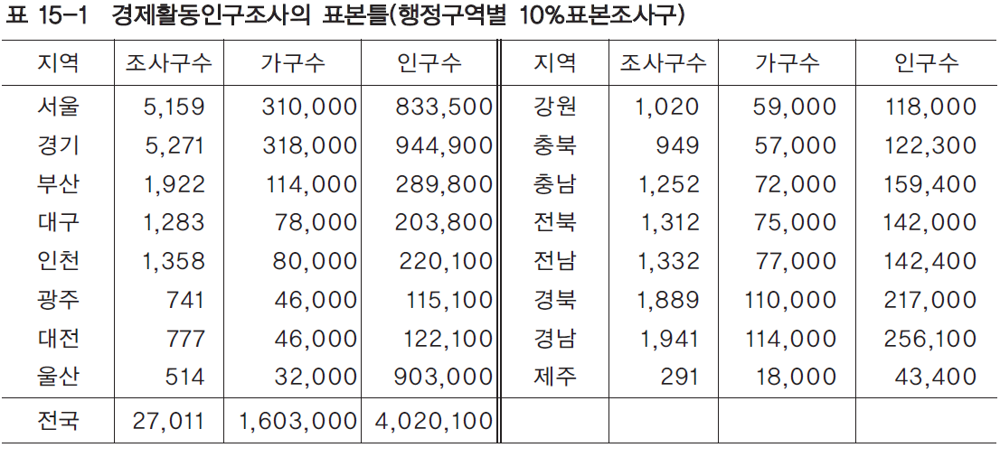 표 15-1 경제활동인구조사의 표본틀(행정구역별 10%표본조사구)
지역 조사구수 가구수 인구수 지역 조사구수 가구수 인구수
서울 5,159 310,000 833,500 강원 1,020 59,000 118,000
경기 5,271 318,000 944,900 충북 949 57,000 122,300
부산 1,922 114,000 289,800 충남 1,252 72,000 159,400
대구 1,283 78,000 203,800 전북 1,312 75,000 142,000
인천 1,358 80,000 220,100 전남 1,332 77,000 142,400
광주 741 46,000 115,100 경북 1,889 110,000 217,000
대전 777 46,000 122,100 경남 1,941 114,000 256,100
울산 514 32,000 903,000 제주 291 18,000 43,400
전국 27,011 1,603,000 4,020,100